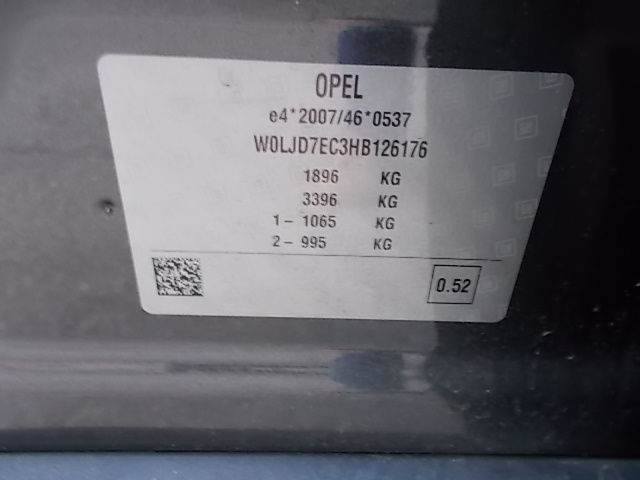 OPEL
e4*2007/46*0537
W0LJD7EC3HB126176
1896 KG
3396 KG
1- 1065 KG
2- 995 KG
0.52